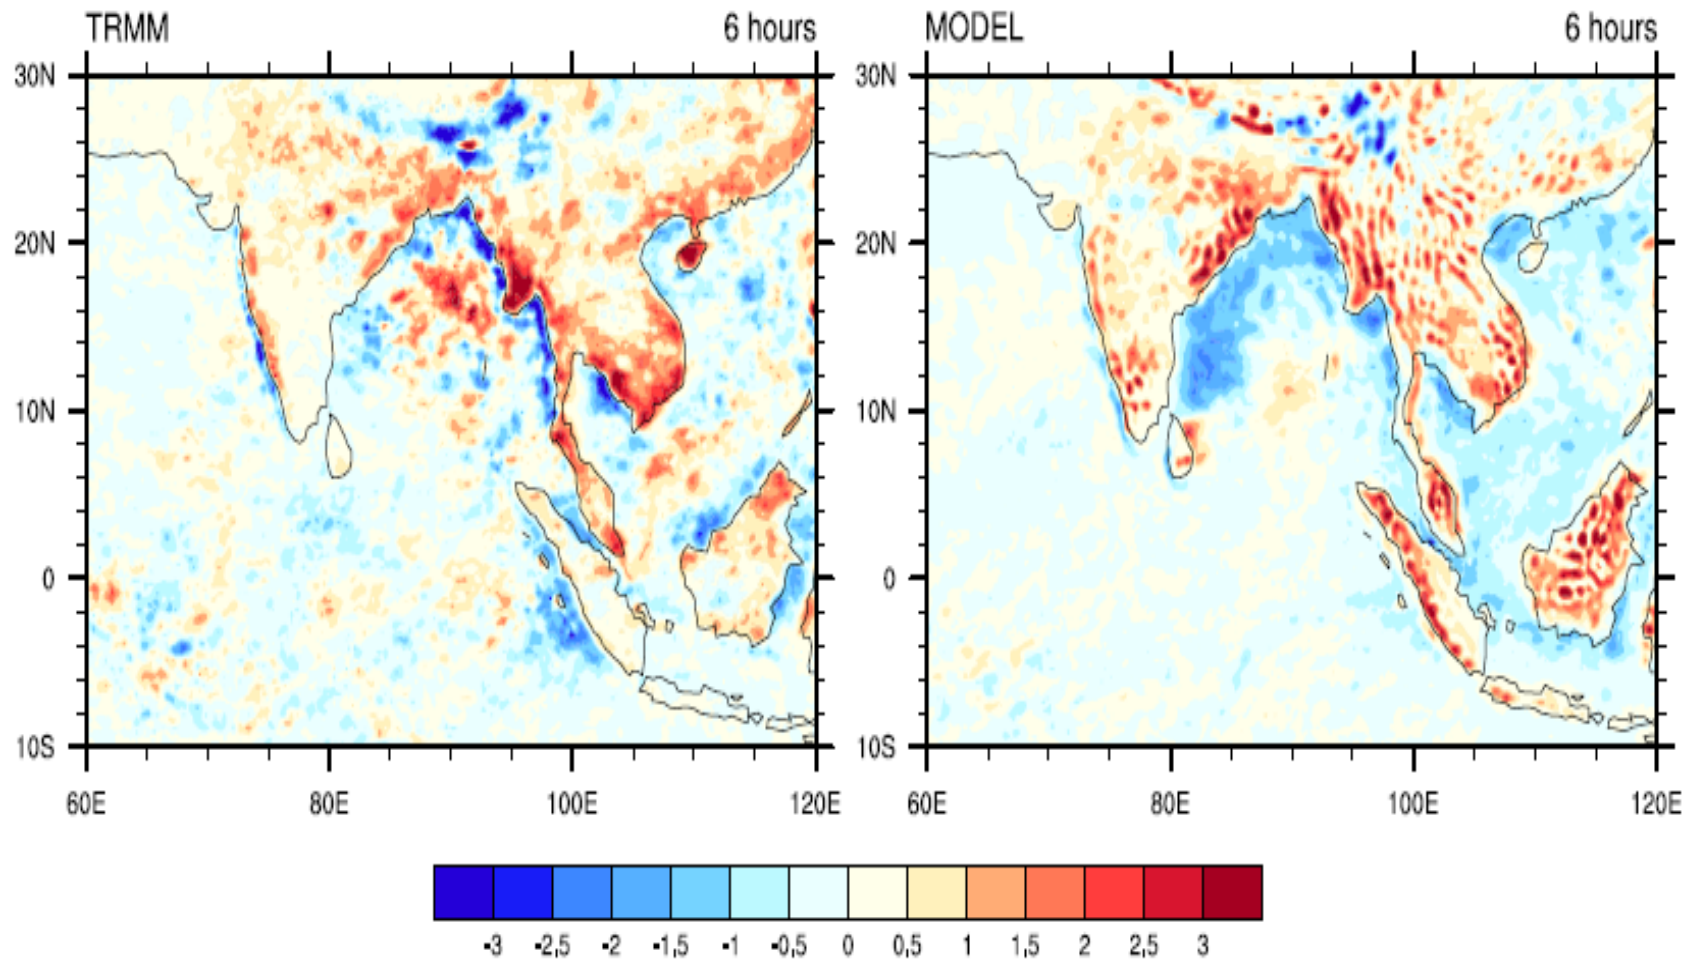 TRMM 6 hours MODEL 6 hours
30N 30N
20N 20N
10N 10N
0 0
10S 10S
60E 80E 100E 120E 60E 80E 100E 120E
-3 -2,5 -2 -1,5 -1 -0,5 0 0,5 1 1,5 2 2,5 3